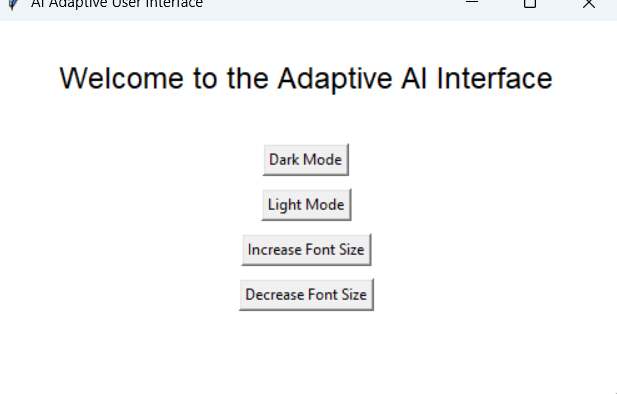 AI Adaptive User Interface
Welcome to the Adaptive AI Interface
Dark Mode
Light Mode
Increase Font Size
Decrease Font Size